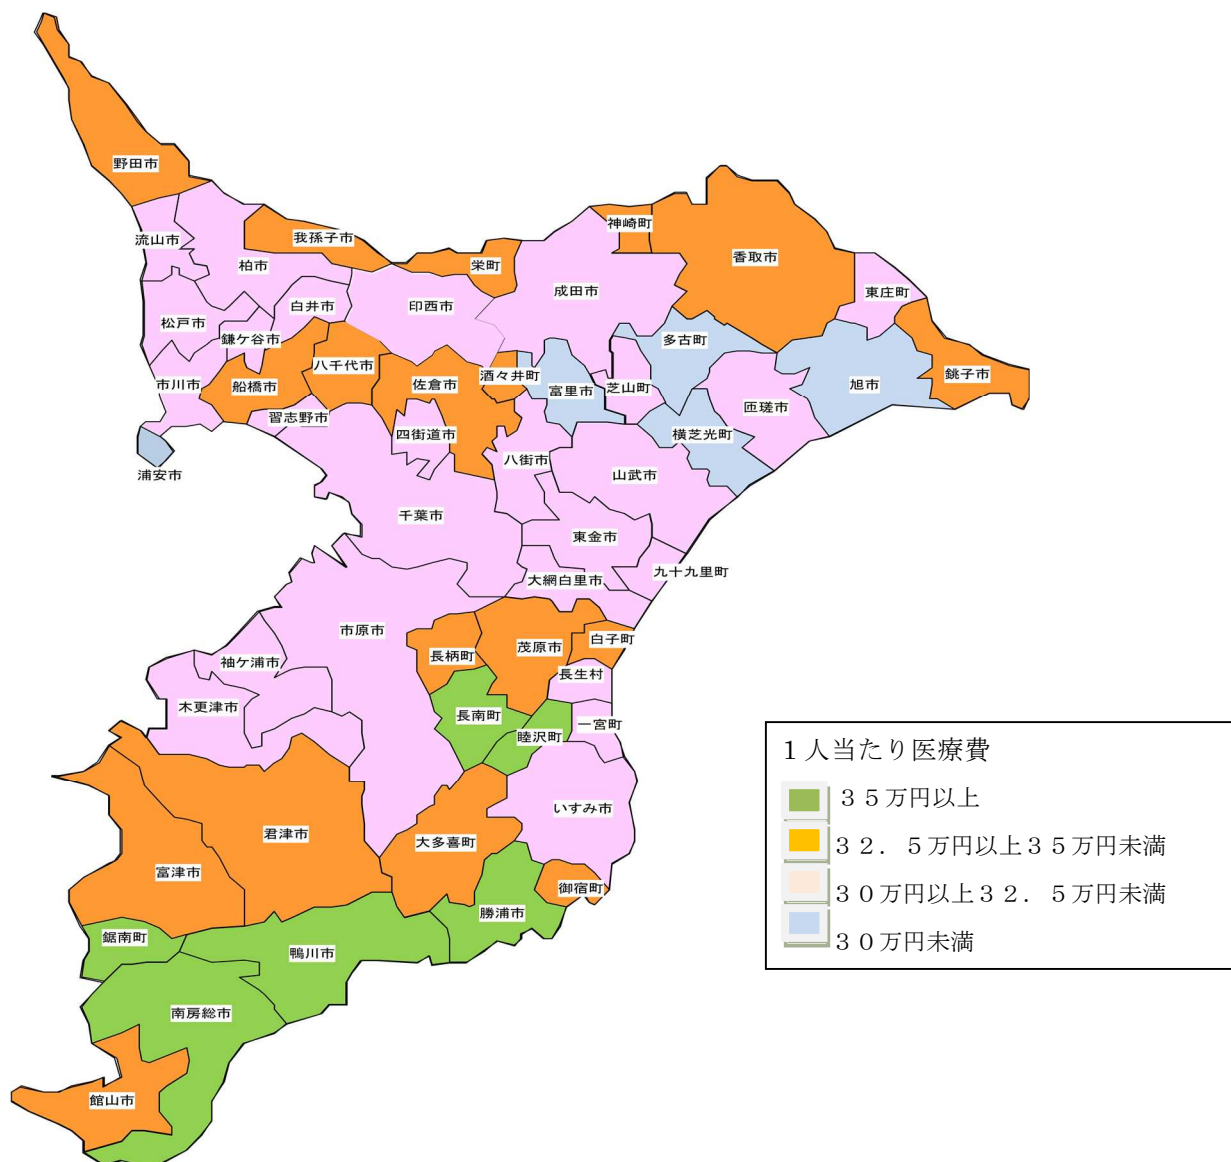 野田市
流山市
柏市
我孫子市
栄町
神崎町
香取市
東庄町
成田市
印西市
白井市
松戸市
鎌ケ谷市
多古町
銚子市
市川市
船橋市
八千代市
佐倉市
酒々井町
富里市
芝山町
旭市
匝瑳市
習志野市
四街道市
横芝光町
浦安市
八街市
山武市
千葉市
東金市
九十九里町
大網白里市
市原市
長柄町
茂原市
白子町
袖ケ浦市
長生村
木更津市
長南町
睦沢町
一宮町
いすみ市
君津市
大多喜町
富津市
御宿町
勝浦市
鋸南町
鴨川市
南房総市
館山市
1人当たり医療費
35万円以上
32.5万円以上35万円未満
30万円以上32.5万円未満
30万円未満